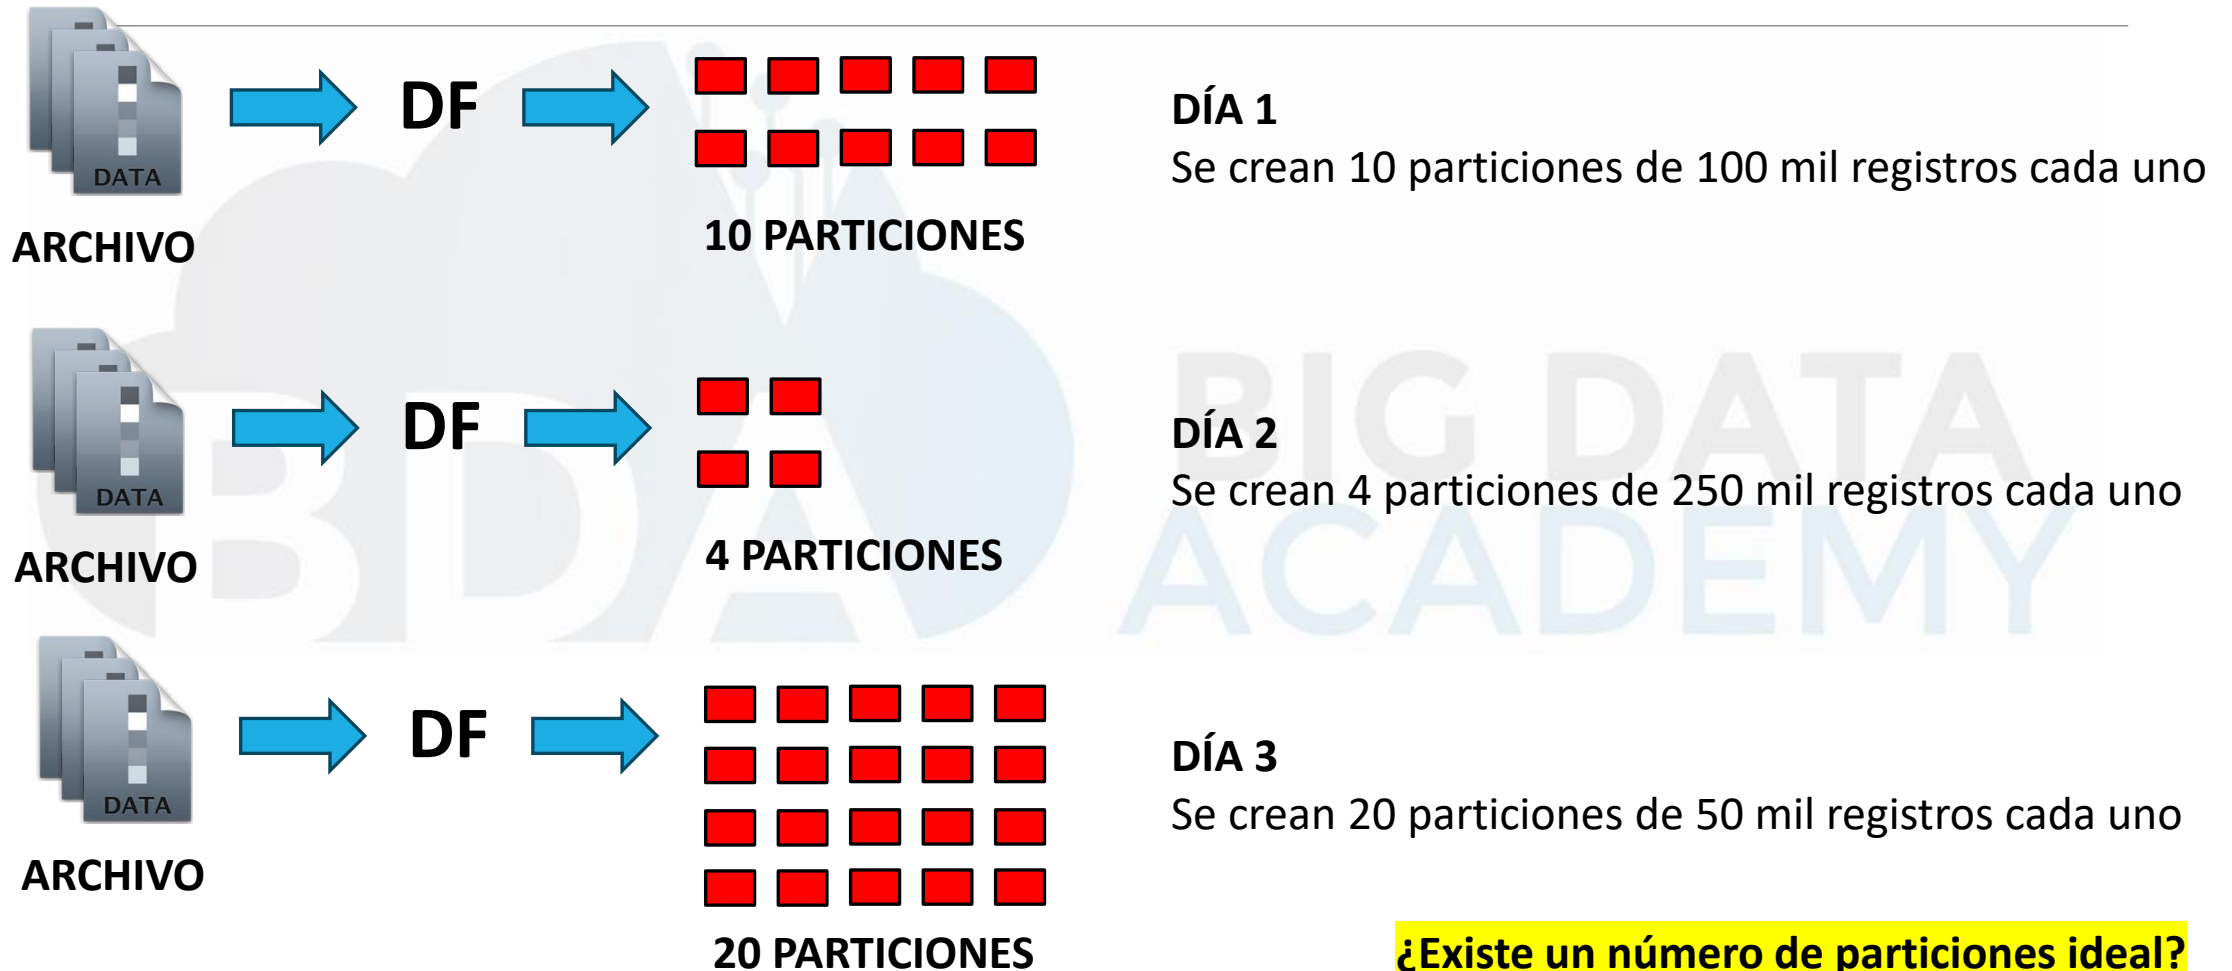 DATA
ARCHIVO
DF
10 PARTICIONES
DÍA 1
Se crean 10 particiones de 100 mil registros cada uno
DATA
ARCHIVO
DF
4 PARTICIONES
DÍA 2
Se crean 4 particiones de 250 mil registros cada uno
DATA
ARCHIVO
DF
20 PARTICIONES
DÍA 3
Se crean 20 particiones de 50 mil registros cada uno
¿Existe un número de particiones ideal?
BDA
BIG DATA
ACADEMY